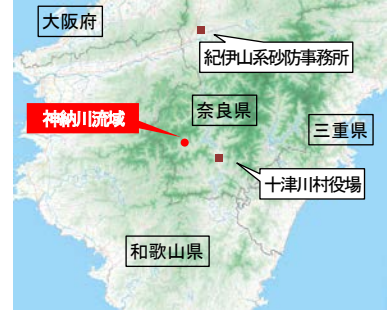 大阪府
紀伊山系砂防事務所
奈良県
神納川流域
三重県
十津川村役場
和歌山県